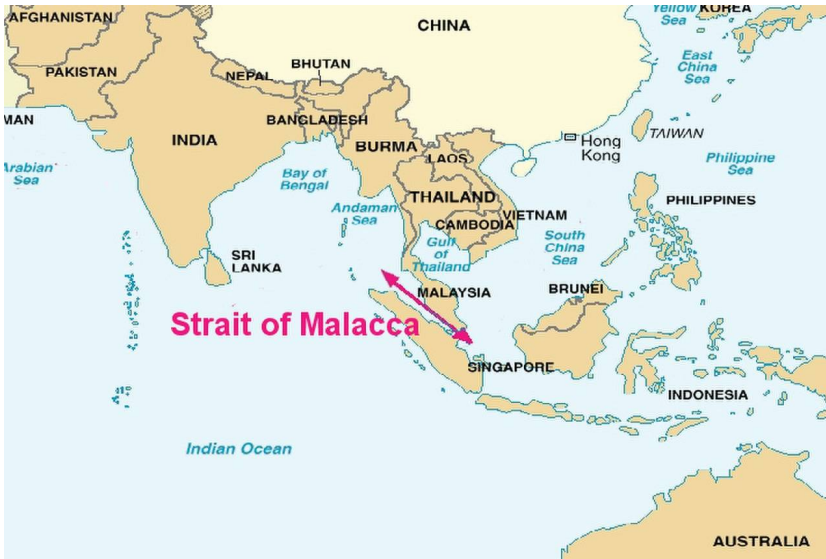 AFGHANISTAN
CHINA
Yellow KOREA
Sea
East
China
Sea
PAKISTAN
NEPAL
BHUTAN
MAN
BANGLADESH
INDIA
BURMA
LAOS
Hong
Kong
TAIWAN
Philippine
Sea
Arabian
Sea
Bay of
Bengal
THAILAND
PHILIPPINES
Andaman
Sea
VIETNAM
CAMBODIA
Gulf
of
Thailand
South
China
Sea
SRI
LANKA
MALAYSIA
BRUNEI
Strait of Malacca
SINGAPORE
INDONESIA
Indian Ocean
AUSTRALIA